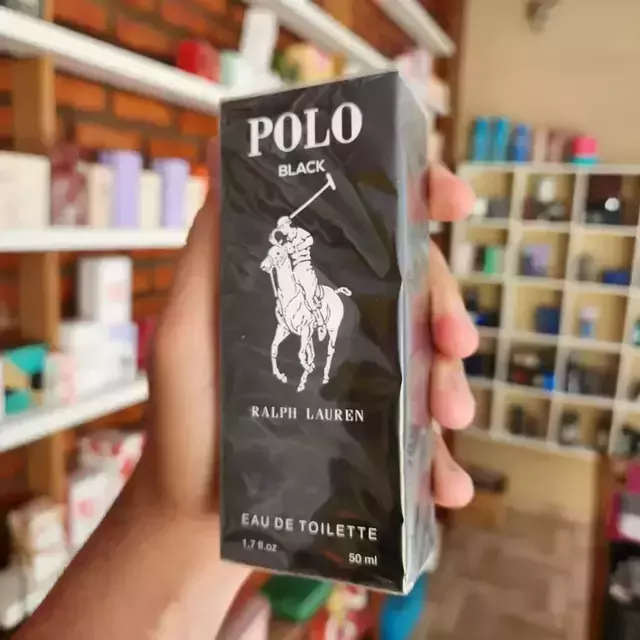 POLO
BLACK
RALPH LAUREN
EAU DE TOILETTE
1.7 fl.oz
50 ml